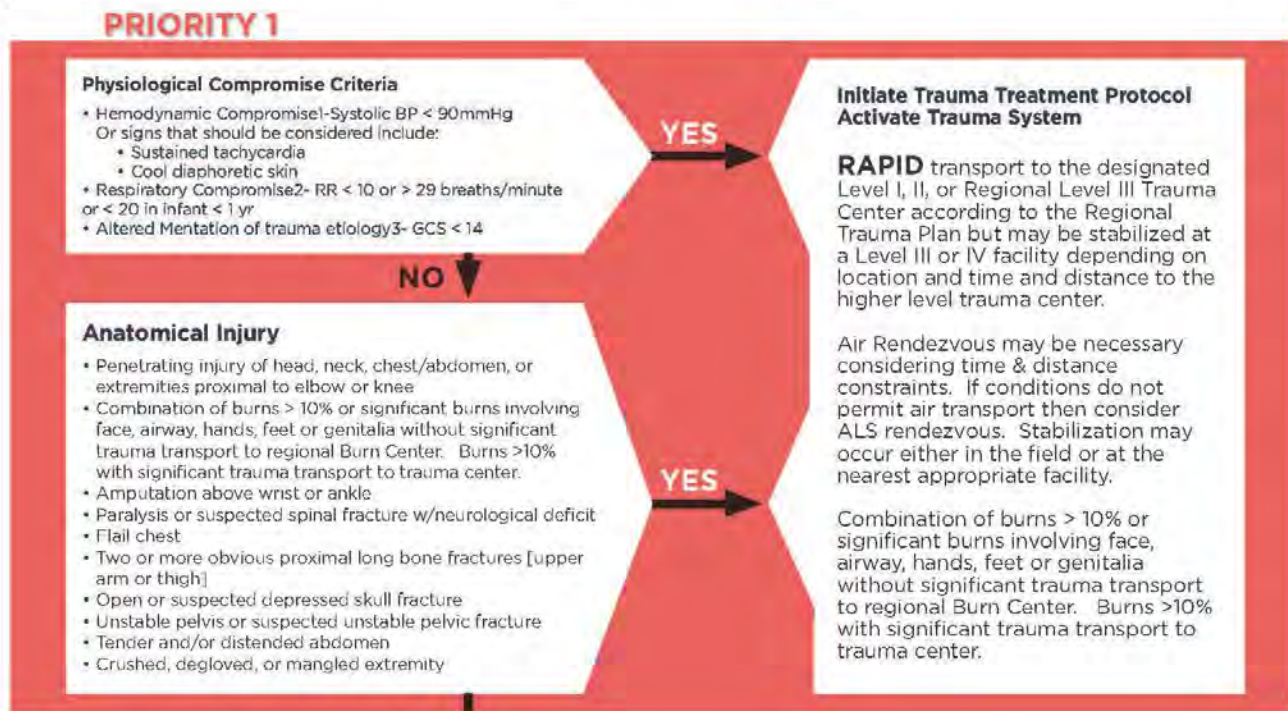 PRIORITY 1
Physiological Compromise Criteria
• Hemodynamic Compromise1-Systolic BP < 90mmHg
Or signs that should be considered include:
• Sustained tachycardia
• Cool diaphoretic skin
• Respiratory Compromise2- RR < 10 or > 29 breaths/minute
or < 20 in infant < 1 yr
• Altered Mentation of trauma etiology3- GCS < 14
YES
NO
Anatomical Injury
• Penetrating injury of head, neck, chest/abdomen, or
extremities proximal to elbow or knee
• Combination of burns > 10% or significant burns involving
face, airway, hands, feet or genitalia without significant
trauma transport to regional Burn Center. Burns >10%
with significant trauma transport to trauma center.
• Amputation above wrist or ankle
• Paralysis or suspected spinal fracture w/neurological deficit
• Flail chest
• Two or more obvious proximal long bone fractures [upper
arm or thigh]
• Open or suspected depressed skull fracture
• Unstable pelvis or suspected unstable pelvic fracture
• Tender and/or distended abdomen
• Crushed, degloved, or mangled extremity
YES
Initiate Trauma Treatment Protocol
Activate Trauma System
RAPID transport to the designated
Level I, II, or Regional Level III Trauma
Center according to the Regional
Trauma Plan but may be stabilized at
a Level III or IV facility depending on
location and time and distance to the
higher level trauma center.
Air Rendezvous may be necessary
considering time & distance
constraints. If conditions do not
permit air transport then consider
ALS rendezvous. Stabilization may
occur either in the field or at the
nearest appropriate facility.
Combination of burns > 10% or
significant burns involving face,
airway, hands, feet or genitalia
without significant trauma transport
to regional Burn Center. Burns >10%
with significant trauma transport to
trauma center.